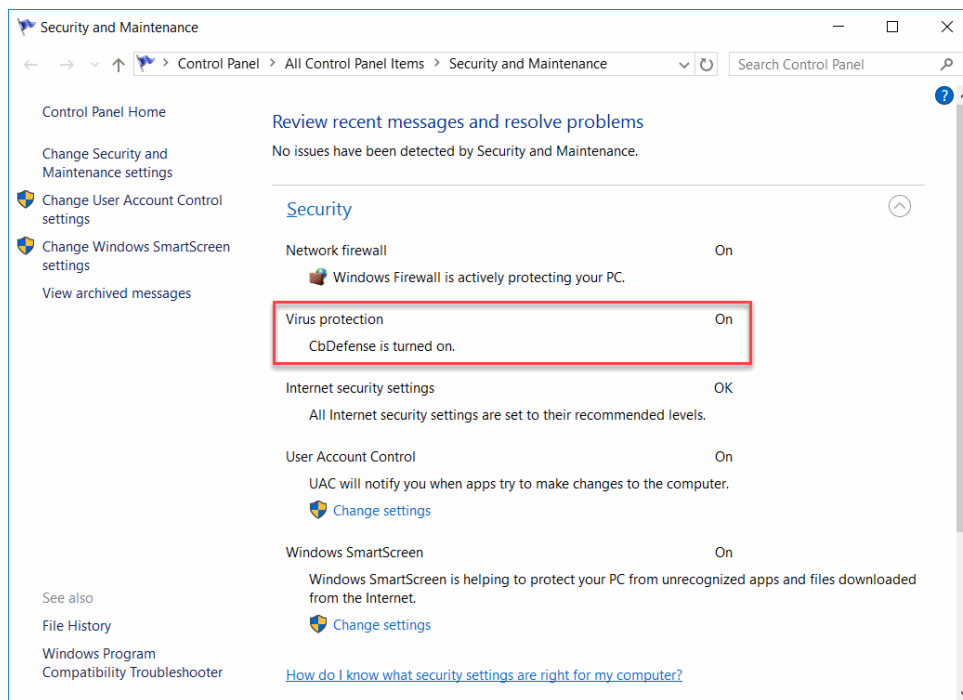 Security and Maintenance
Control Panel > All Control Panel Items > Security and Maintenance
Search Control Panel
?
Control Panel Home
Change Security and
Maintenance settings
Change User Account Control
settings
Change Windows SmartScreen
settings
View archived messages
See also
File History
Windows Program
Compatibility Troubleshooter
Review recent messages and resolve problems
No issues have been detected by Security and Maintenance.
Security
Network firewall On
Windows Firewall is actively protecting your PC.
Virus protection On
CbDefense is turned on.
Internet security settings OK
All Internet security settings are set to their recommended levels.
User Account Control On
UAC will notify you when apps try to make changes to the computer.
Change settings
Windows SmartScreen On
Windows SmartScreen is helping to protect your PC from unrecognized apps and files downloaded
from the Internet.
Change settings
How do I know what security settings are right for my computer?